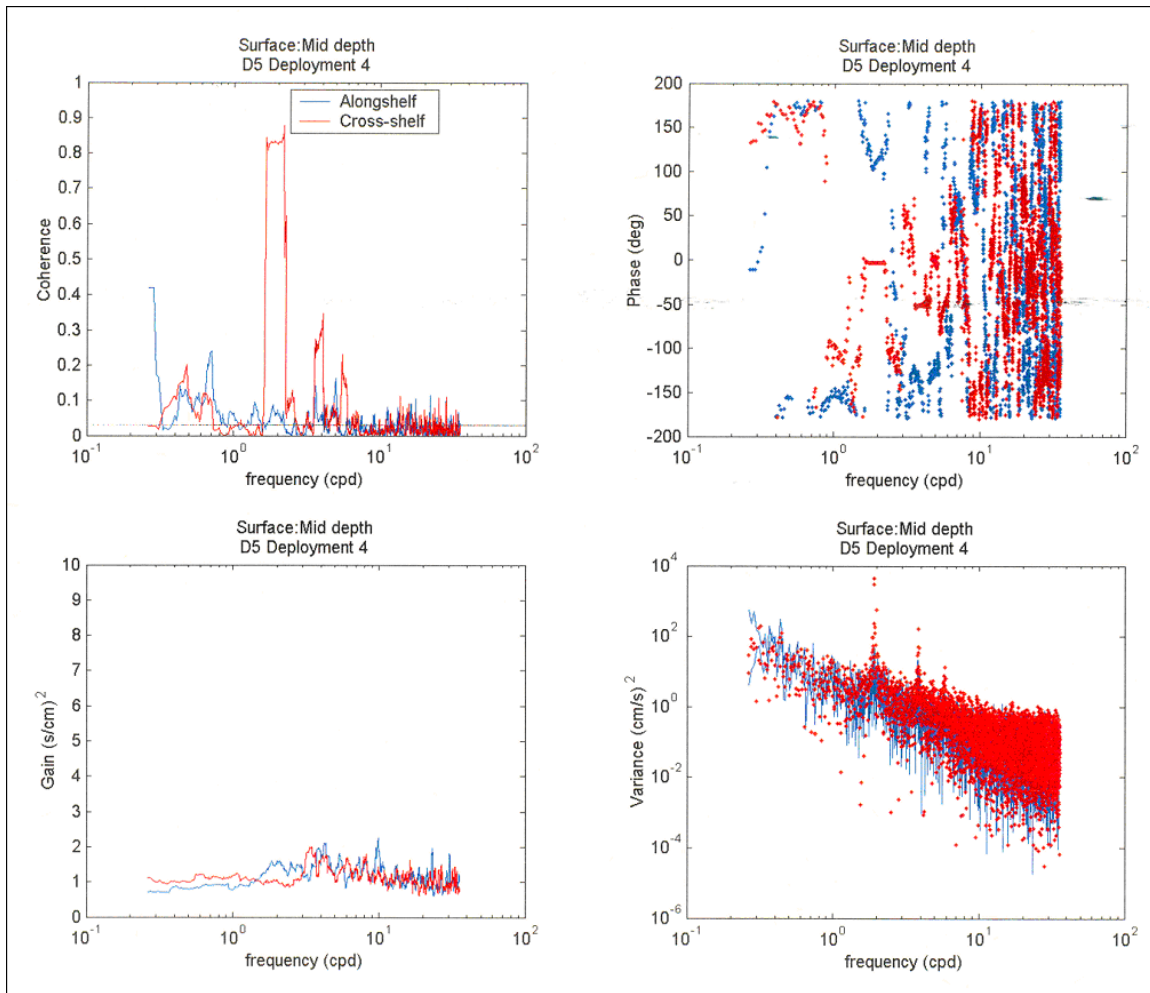 Surface:Mid depth
D5 Deployment 4
1
0.9
0.8
0.7
0.6
0.5
0.4
0.3
0.2
0.1
0
Coherence
Alongshelf
Cross-shelf
10^-1
10^0
10^1
10^2
frequency (cpd)
Surface:Mid depth
D5 Deployment 4
200
150
100
50
0
-50
-100
-150
-200
Phase (deg)
10^-1
10^0
10^1
10^2
frequency (cpd)
Surface:Mid depth
D5 Deployment 4
10
9
8
7
6
5
4
3
2
1
0
Gain (s/cm)^2
10^-1
10^0
10^1
10^2
frequency (cpd)
Surface:Mid depth
D5 Deployment 4
10^4
10^2
10^0
10^-2
10^-4
10^-6
Variance (cm/s)^2
10^-1
10^0
10^1
10^2
frequency (cpd)